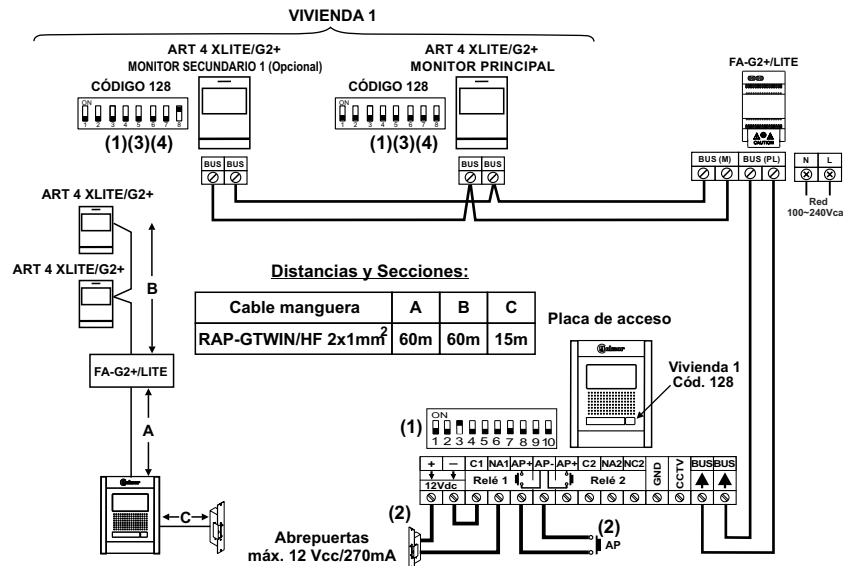 VIVIENDA 1
ART 4 XLITE/G2+
MONITOR SECUNDARIO 1 (Opcional)
CÓDIGO 128
ON
1 2 3 4 5 6 7 8
(1)(3)(4)
BUS BUS
ART 4 XLITE/G2+
MONITOR PRINCIPAL
CÓDIGO 128
ON
1 2 3 4 5 6 7 8
(1)(3)(4)
BUS BUS
FA-G2+/LITE
CAUTION
BUS (M) BUS (PL)
N L
Red
100~240Vca
ART 4 XLITE/G2+
ART 4 XLITE/G2+
B
FA-G2+/LITE
A
C
Distancias y Secciones:
Cable manguera A B C
RAP-GTWIN/HF 2x1mm2 60m 60m 15m
Placa de acceso
Golmar
Vivienda 1
Cód. 128
(1)
ON
1 2 3 4 5 6 7 8 9 10
+ – C1 NA1 AP+ AP- AP+ C2 NA2 NC2 GND CCTV BUS BUS
12Vdc Relé 1 Relé 2
(2)
Abrepuertas
máx. 12 Vcc/270mA
(2)
AP